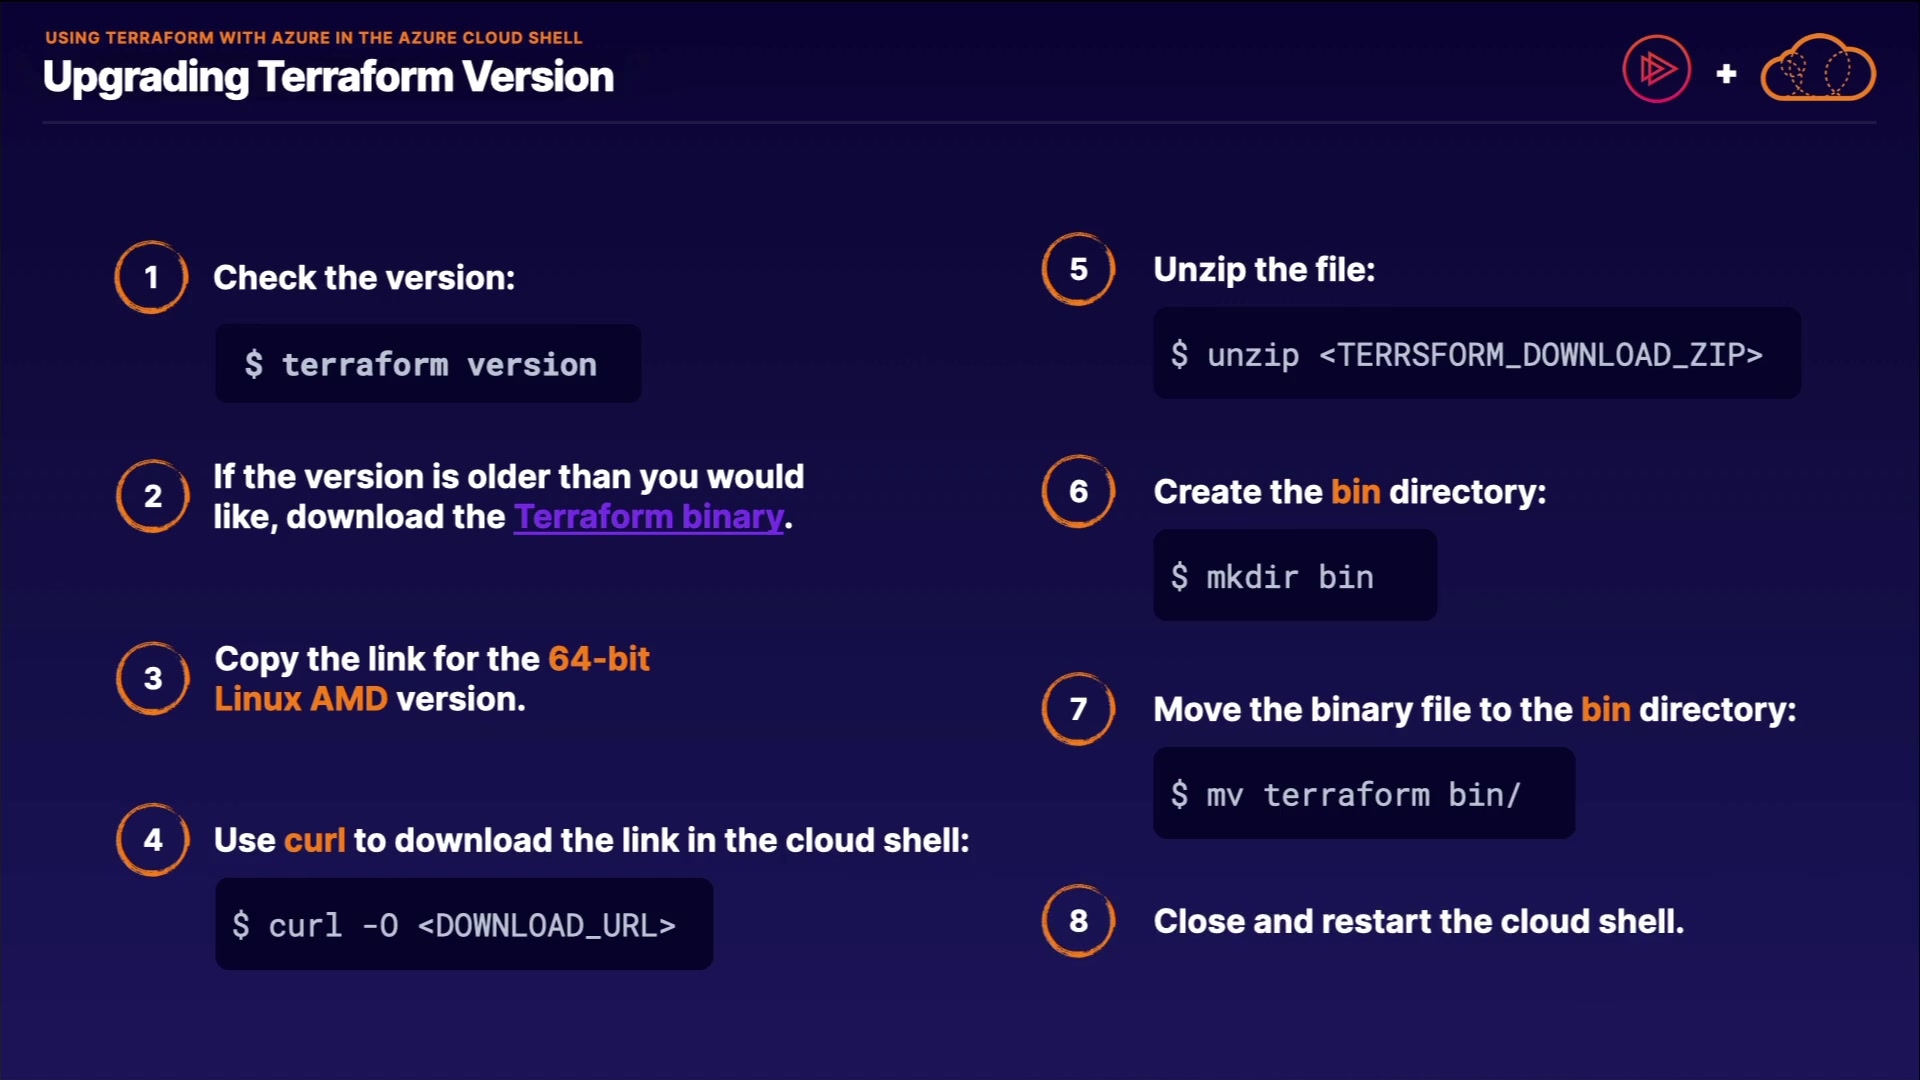 USING TERRAFORM WITH AZURE IN THE AZURE CLOUD SHELL
Upgrading Terraform Version
+
1
Check the version:
$ terraform version
2
If the version is older than you would
like, download the Terraform binary.
3
Copy the link for the 64-bit
Linux AMD version.
4
Use curl to download the link in the cloud shell:
$ curl -O <DOWNLOAD_URL>
5
Unzip the file:
$ unzip <TERRSFORM_DOWNLOAD_ZIP>
6
Create the bin directory:
$ mkdir bin
7
Move the binary file to the bin directory:
$ mv terraform bin/
8
Close and restart the cloud shell.